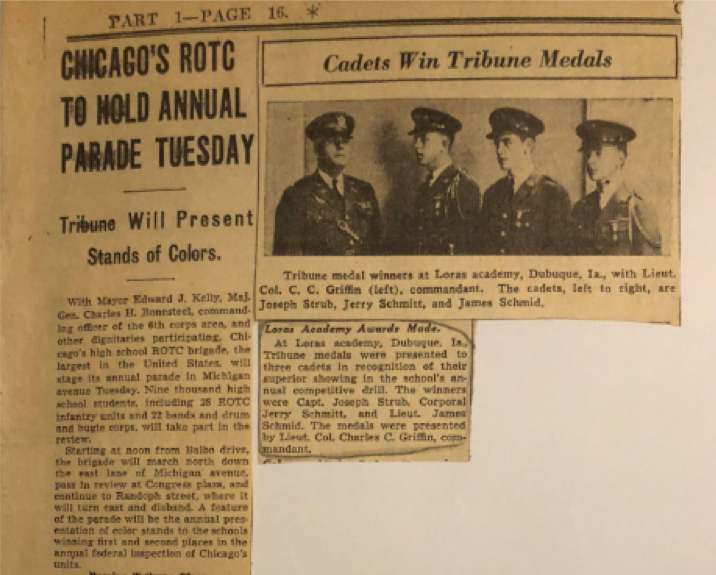 PART 1—PAGE 16. *
CHICAGO'S ROTC
TO HOLD ANNUAL
PARADE TUESDAY
Tribune Will Present
Stands of Colors.
With Mayor Edward J. Kelly, Maj.
Gen. Charles H. Bonesteel, command-
ing officer of the 6th corps area, and
other dignitaries participating, Chi-
cago's high school ROTC brigade, the
largest in the United States, will
stage its annual parade in Michigan
avenue Tuesday. Nine thousand high
school students, including 28 ROTC
infantry units and 22 bands and drum
and bugle corps, will take part in the
review.
Starting at noon from Balbo drive,
the brigade will march north down
the east lane of Michigan avenue,
pass in review at Congress plaza, and
continue to Randolph street, where it
will turn east and disband. A feature
of the parade will be the annual pres-
entation of color stands to the schools
winning first and second places in the
annual federal inspection of Chicago's
units.
Cadets Win Tribune Medals
Tribune medal winners at Loras academy, Dubuque, Ia., with Lieut.
Col. C. C. Griffin (left), commandant. The cadets, left to right, are
Joseph Strub, Jerry Schmitt, and James Schmid.
Loras Academy Awards Made.
At Loras academy, Dubuque, Ia.,
Tribune medals were presented to
three cadets in recognition of their
superior showing in the school's an-
nual competitive drill. The winners
were Capt. Joseph Strub, Corporal
Jerry Schmitt, and Lieut. James
Schmid. The medals were presented
by Lieut. Col. Charles C. Griffin, com-
mandant.